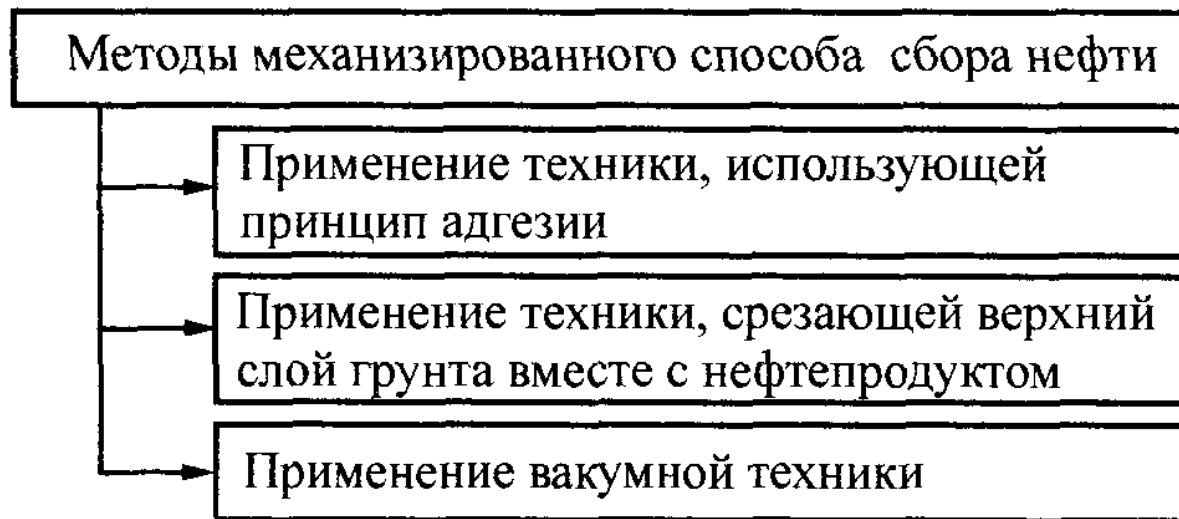 Методы механизированного способа сбора нефти
Применение техники, использующей
принцип адгезии
Применение техники, срезающей верхний
слой грунта вместе с нефтепродуктом
Применение вакумной техники